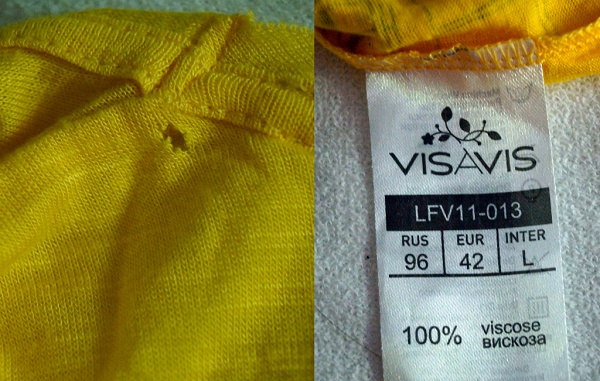 VISAVIS
LFV11-013
RUS EUR INTER
96 42 L
100% viscose
вискоза